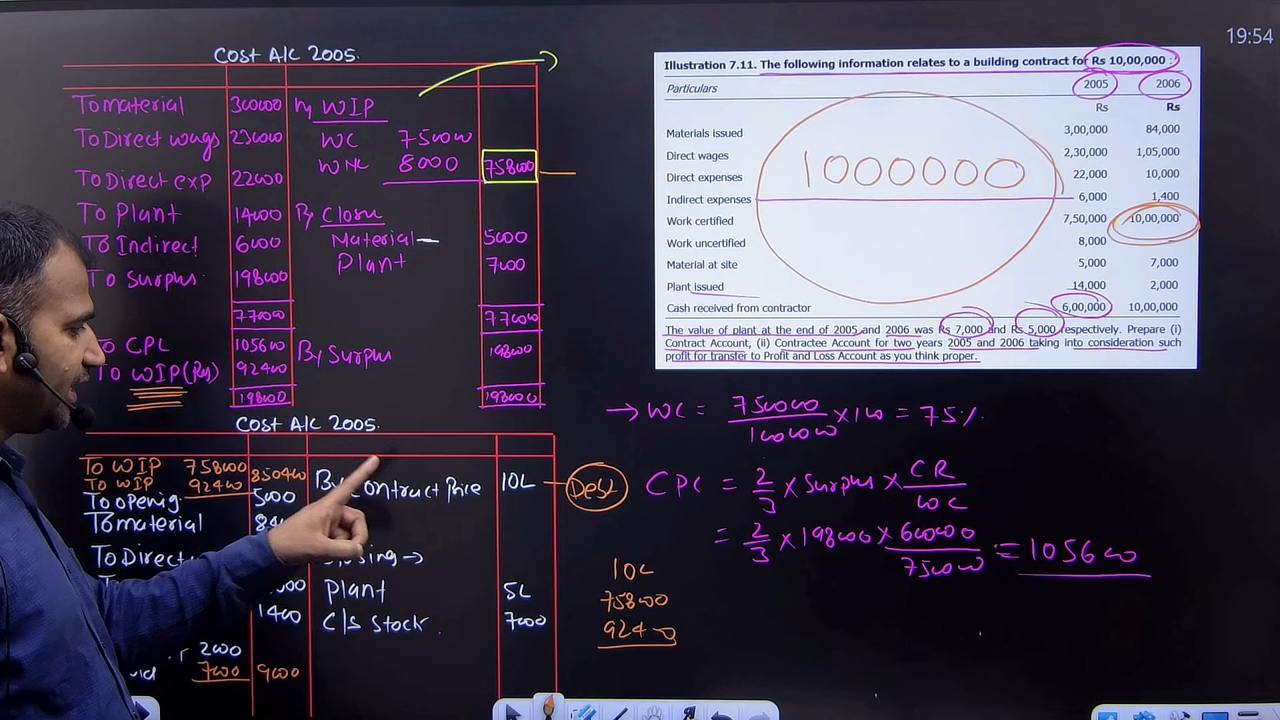 19:54
Cost A/C 2005.
To material 300000 By WIP
To Direct wags 230000 WC 750000
WNC 8000 758000
To Direct exp 22000
To Plant 14000 By Closu
To Indirect 6000 Material- 5000
To Surplus 198000 Plant 7000
770000 770000
To CPL 105600 By Surplus 198000
To WIP (Res) 92400
198000 198000
Cost A/C 2005.
To WIP 758000 850400 By Contract Price 10L
To WIP 92400
To openig 5000
To material
To Direct
Plant 5L
1400 C/s Stock. 7000
2000
7000 9000
Illustration 7.11. The following information relates to a building contract for Rs 10,00,000 :
Particulars 2005 2006
Rs Rs
Materials issued 3,00,000 84,000
Direct wages 2,30,000 1,05,000
Direct expenses 22,000 10,000
Indirect expenses 6,000 1,400
Work certified 7,50,000 10,00,000
Work uncertified 8,000
Material at site 5,000 7,000
Plant issued 14,000 2,000
Cash received from contractor 6,00,000 10,00,000
The value of plant at the end of 2005 and 2006 was Rs 7,000 and Rs 5,000 respectively. Prepare (i)
Contract Account, (ii) Contractee Account for two years 2005 and 2006 taking into consideration such
profit for transfer to Profit and Loss Account as you think proper.
1000000
→ WC = 750000/1000000 × 100 = 75%.
CPL = 2/3 × Surplus × CR/WC
= 2/3 × 198000 × 600000/750000 = 105600
10L
758000
92400